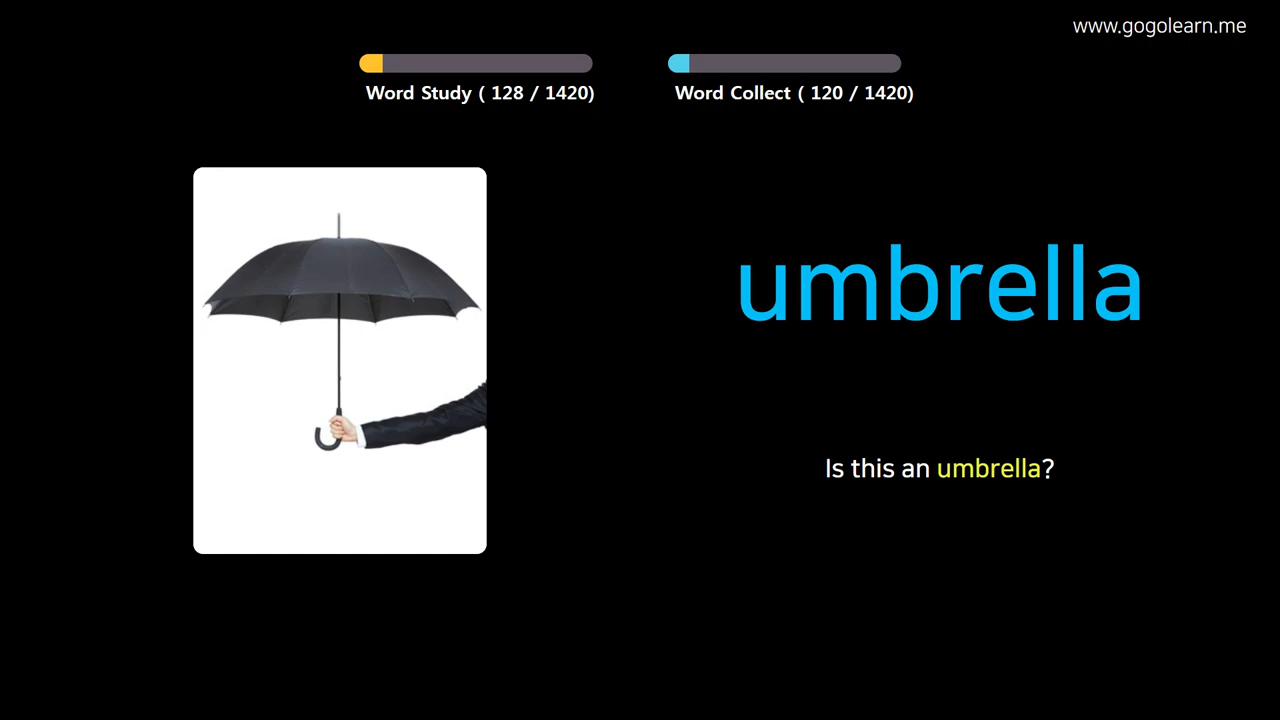 www.gogolearn.me
Word Study ( 128 / 1420)
Word Collect ( 120 / 1420)
umbrella
Is this an umbrella?